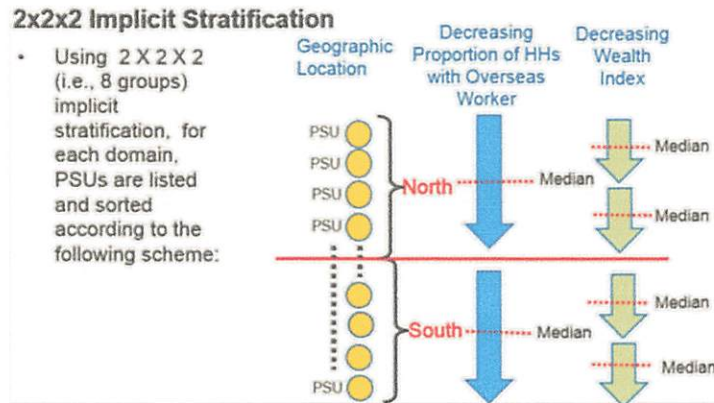 2x2x2 Implicit Stratification
• Using 2 X 2 X 2
(i.e., 8 groups)
implicit
stratification, for
each domain,
PSUs are listed
and sorted
according to the
following scheme:
Geographic
Location
Decreasing
Proportion of HHs
with Overseas
Worker
Decreasing
Wealth
Index
PSU
PSU
PSU
PSU
North
Median
Median
Median
South
Median
Median
Median
PSU